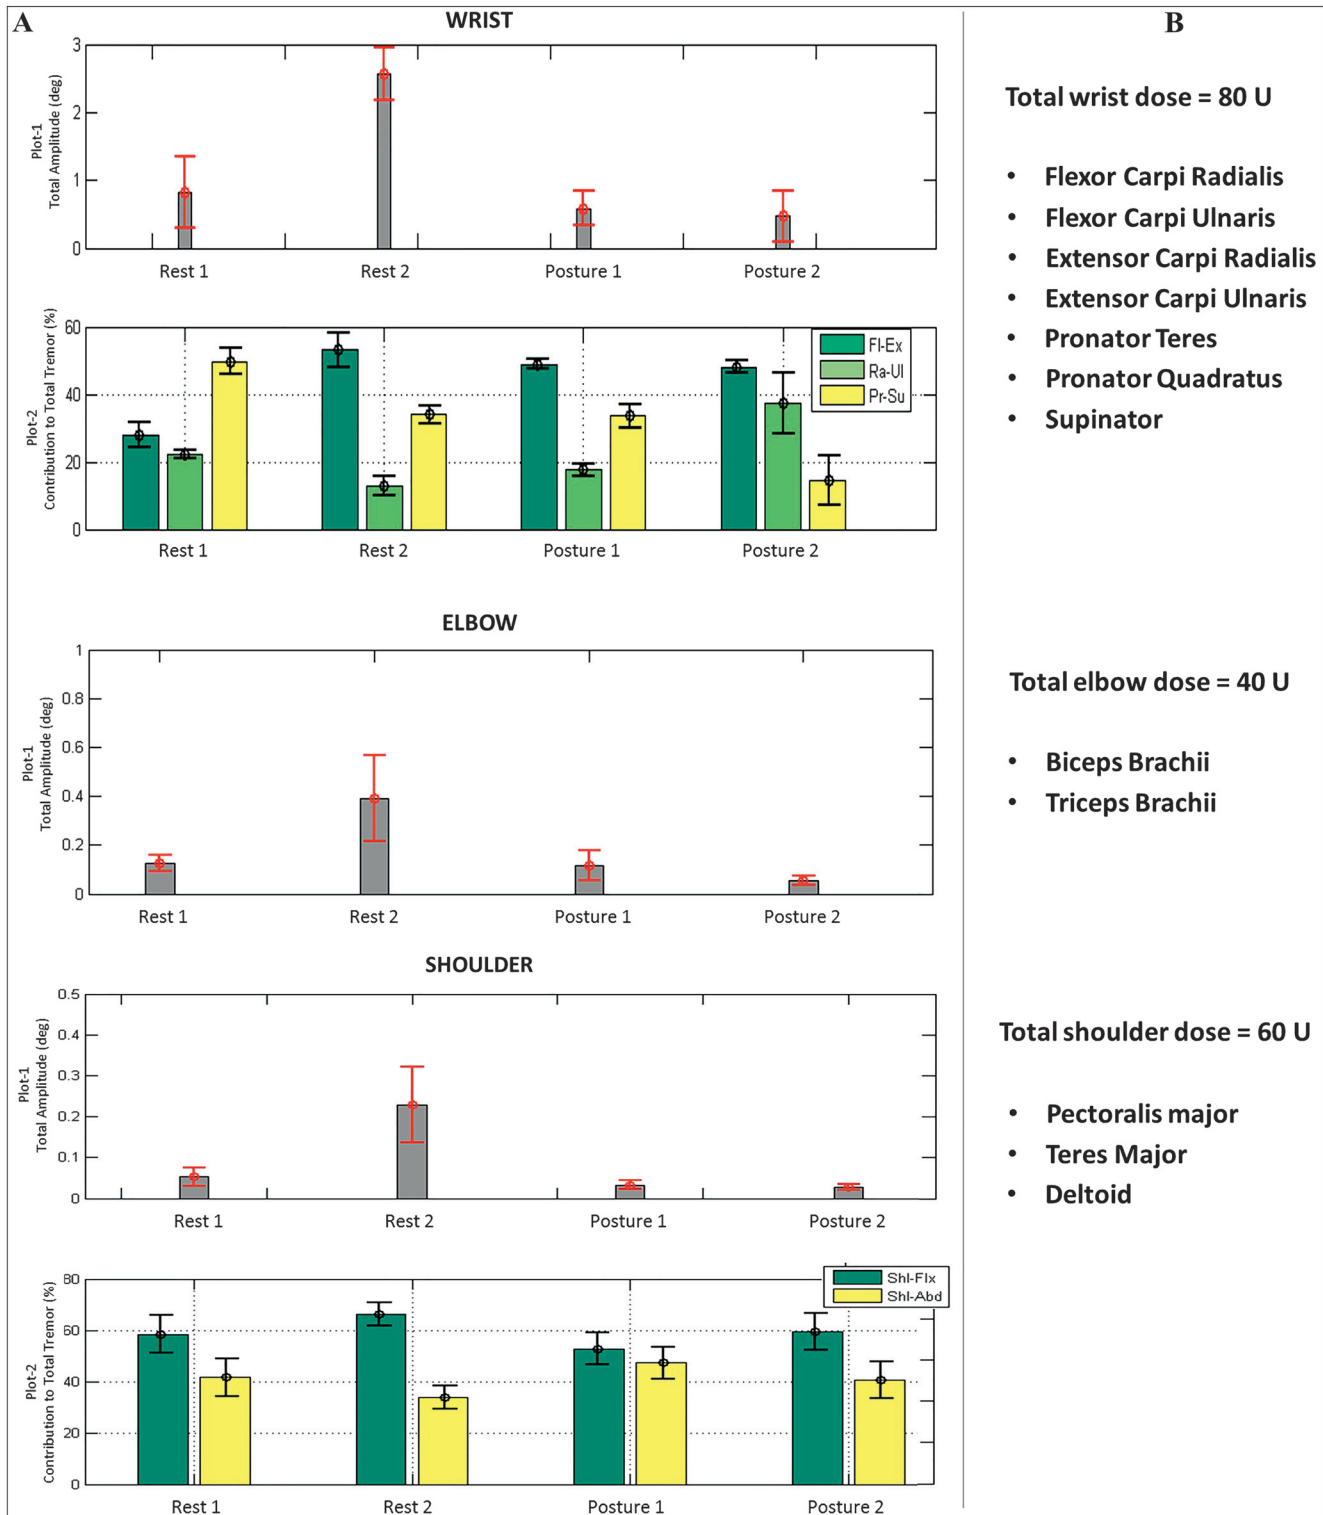 A
WRIST
Plot-1
Total Amplitude (deg)
3
2
1
0
Rest 1 Rest 2 Posture 1 Posture 2
Plot-2
Contribution to Total Tremor (%)
60
40
20
0
Fl-Ex
Ra-Ul
Pr-Su
Rest 1 Rest 2 Posture 1 Posture 2
ELBOW
Plot-1
Total Amplitude (deg)
1
0.8
0.6
0.4
0.2
0
Rest 1 Rest 2 Posture 1 Posture 2
SHOULDER
Plot-1
Total Amplitude (deg)
0.5
0.4
0.3
0.2
0.1
0
Rest 1 Rest 2 Posture 1 Posture 2
Plot-2
Contribution to Total Tremor (%)
80
60
40
20
0
Shl-Flx
Shl-Abd
Rest 1 Rest 2 Posture 1 Posture 2
B
Total wrist dose = 80 U
• Flexor Carpi Radialis
• Flexor Carpi Ulnaris
• Extensor Carpi Radialis
• Extensor Carpi Ulnaris
• Pronator Teres
• Pronator Quadratus
• Supinator
Total elbow dose = 40 U
• Biceps Brachii
• Triceps Brachii
Total shoulder dose = 60 U
• Pectoralis major
• Teres Major
• Deltoid